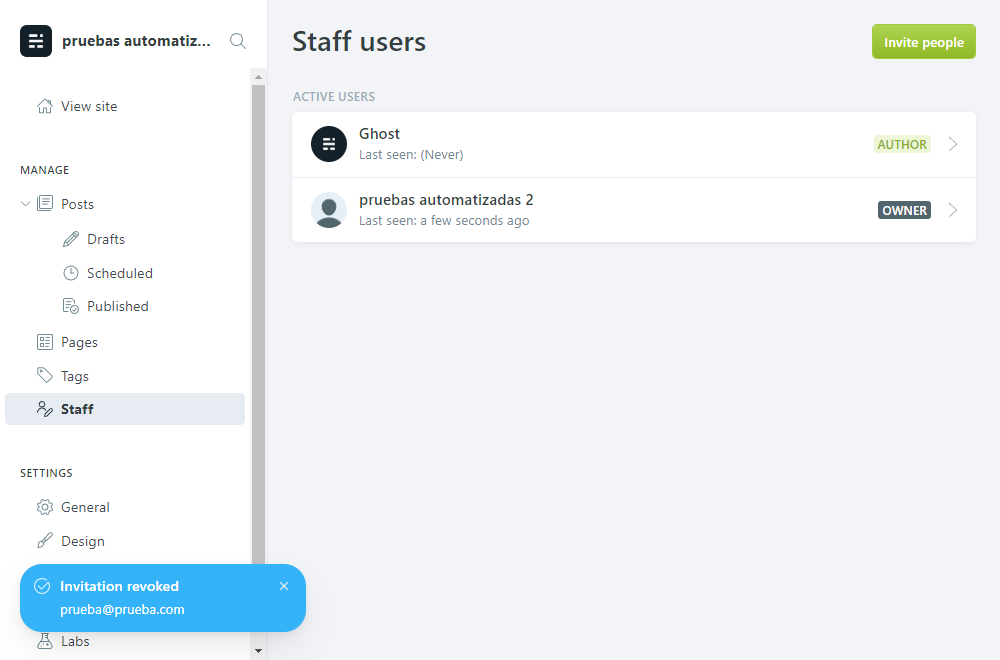 pruebas automatiz...
View site
MANAGE
Posts
Drafts
Scheduled
Published
Pages
Tags
Staff
SETTINGS
General
Design
Invitation revoked
prueba@prueba.com
Labs
Staff users
Invite people
ACTIVE USERS
Ghost
Last seen: (Never)
AUTHOR
pruebas automatizadas 2
Last seen: a few seconds ago
OWNER